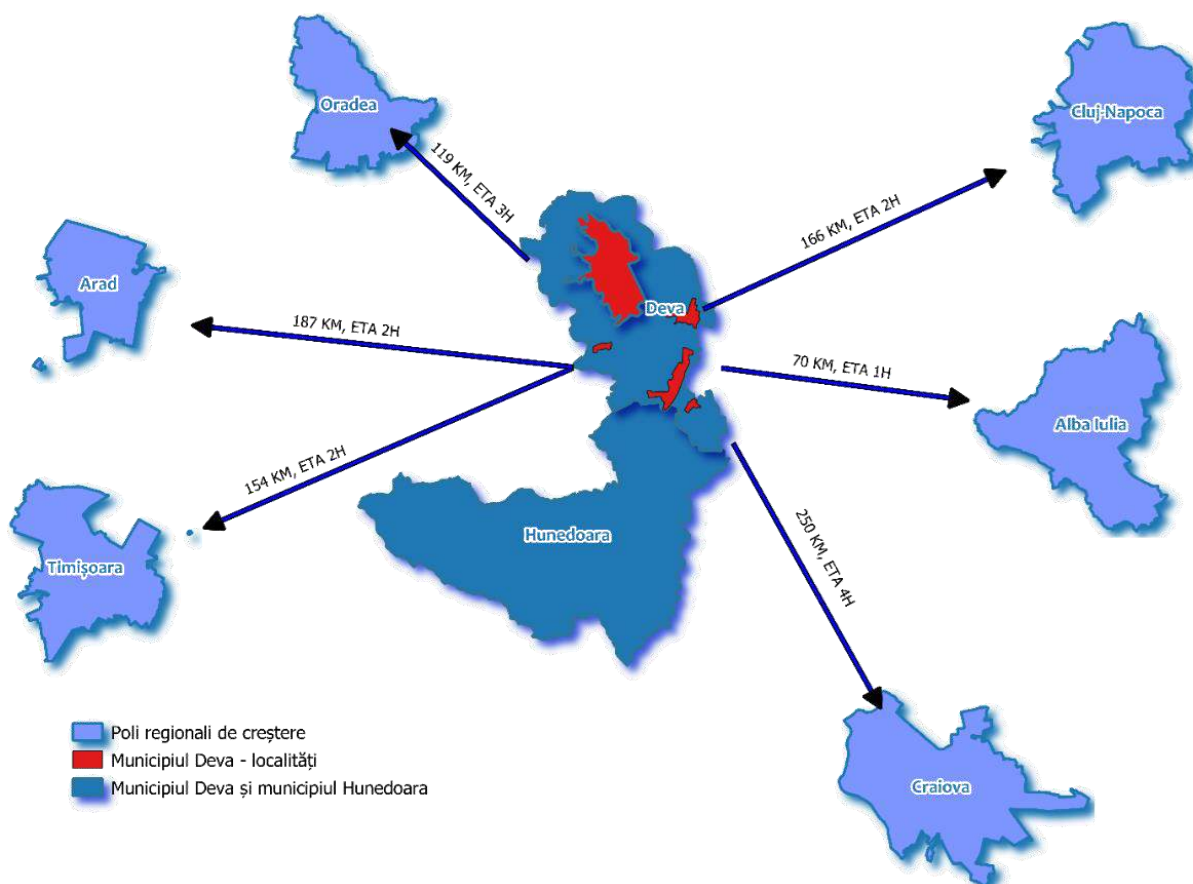 Oradea
Cluj-Napoca
119 KM, ETA 3H
166 KM, ETA 2H
Arad
Deva
187 KM, ETA 2H
70 KM, ETA 1H
Alba Iulia
154 KM, ETA 2H
Hunedoara
250 KM, ETA 4H
Timișoara
Poli regionali de creștere
Municipiul Deva - localități
Municipiul Deva și municipiul Hunedoara
Craiova